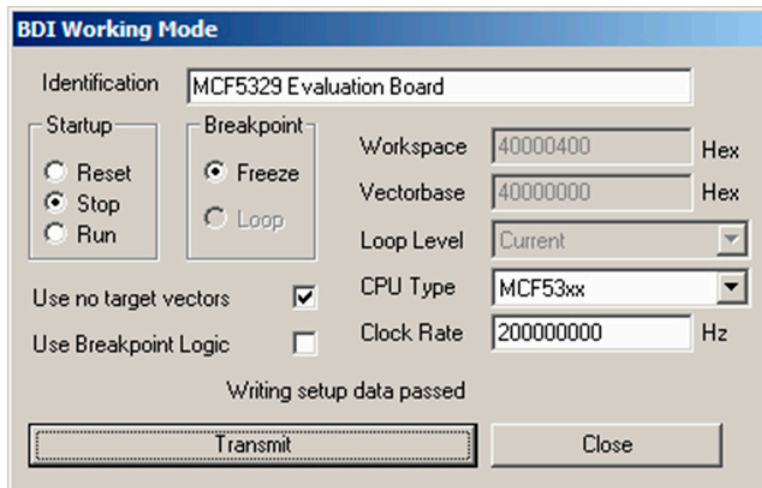 BDI Working Mode
Identification MCF5329 Evaluation Board
Startup
Reset
Stop
Run
Breakpoint
Freeze
Loop
Workspace 40000400 Hex
Vectorbase 40000000 Hex
Loop Level Current
CPU Type MCF53xx
Clock Rate 200000000 Hz
Use no target vectors
Use Breakpoint Logic
Writing setup data passed
Transmit Close